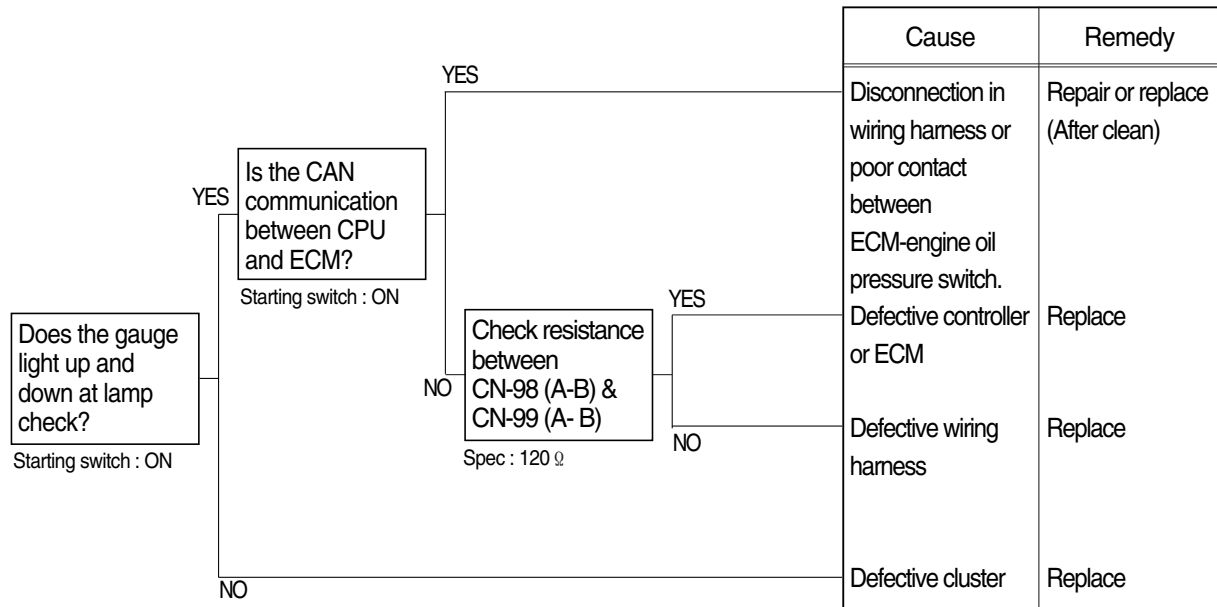 Cause
Remedy
YES
Disconnection in
wiring harness or
poor contact
between
ECM-engine oil
pressure switch.
Repair or replace
(After clean)
YES
Is the CAN
communication
between CPU
and ECM?
Starting switch : ON
YES
Does the gauge
light up and
down at lamp
check?
Starting switch : ON
NO
Check resistance
between
CN-98 (A-B) &
CN-99 (A- B)
Spec : 120 Ω
Defective controller
or ECM
Replace
NO
Defective wiring
harness
Replace
NO
Defective cluster
Replace